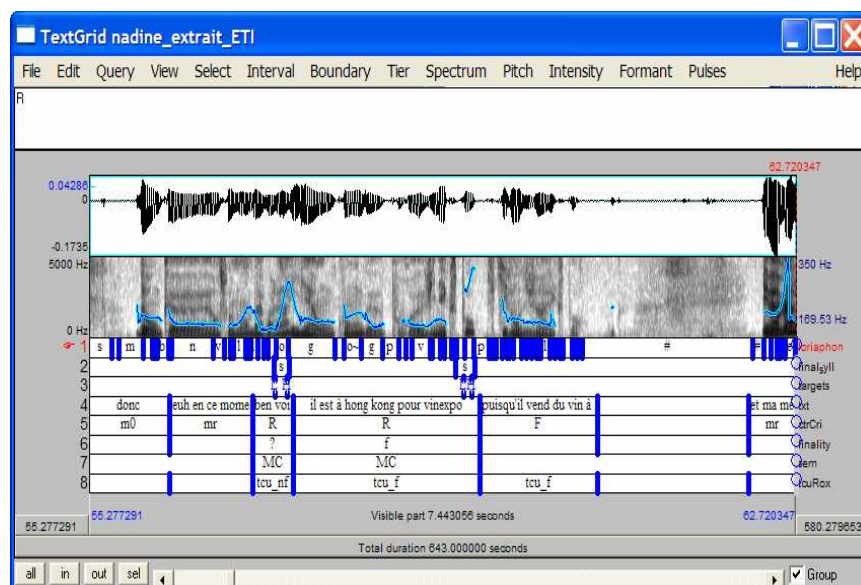 TextGrid nadine_extrait_ETI
File Edit Query View Select Interval Boundary Tier Spectrum Pitch Intensity Formant Pulses Help
R
62.720347
0.04286
0
-0.1735
5000 Hz 350 Hz
169.53 Hz
0 Hz
1 s m b n v l o g o~ g p v p l # #
2 s s
3 targets
4 donc euh en ce mome ben voi il est à hong kong pour vinexpo puisqu'il vend du vin à et ma mè txt
5 m0 mr R R F mr
6 ? f finality
7 MC MC
8 tcu_nf tcu_f tcu_f
55.277291 Visible part 7.443056 seconds 62.720347
55.277291 580.279653
Total duration 643.000000 seconds
all in out sel Group